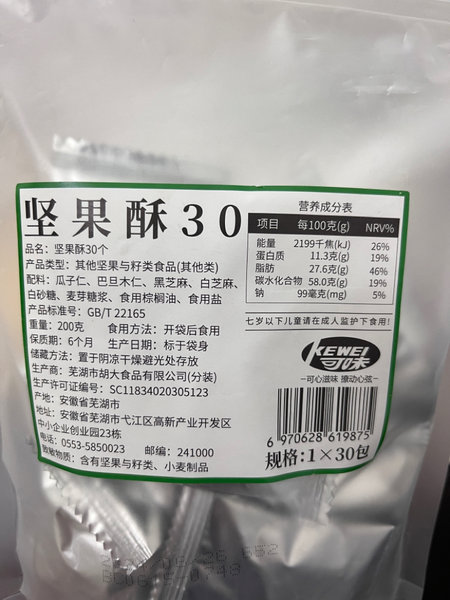 坚果酥30
品名：坚果酥30个
产品类型：其他坚果与籽类食品(其他类)
配料：瓜子仁、巴旦木仁、黑芝麻、白芝麻、
白砂糖、麦芽糖浆、食用棕榈油、食用盐
产品标准号：GB/T 22165
重量：200克 食用方法：开袋后食用
保质期：6个月 生产日期：标于袋身
储藏方法：置于阴冻干燥避光处存放
生产商：芜湖市胡大食品有限公司(分装)
生产许可证编号：SC11834020305123
产地：安徽省芜湖市
地址：安徽省芜湖市弋江区高新产业开发区
中小企业创业园23栋
电话：0553-5850023 邮编：241000
致敏物质：含有坚果与籽类、小麦制品
营养成分表
项目 每100克(g) NRV%
能量 2199千焦(kJ) 26%
蛋白质 11.3克(g) 19%
脂肪 27.6克(g) 46%
碳水化合物 58.0克(g) 19%
钠 99毫克(mg) 5%
七岁以下儿童请在成人监护下食用!
KEWEI
可味
可心滋味 撩动心弦
6 970628 619875
规格:1×30包